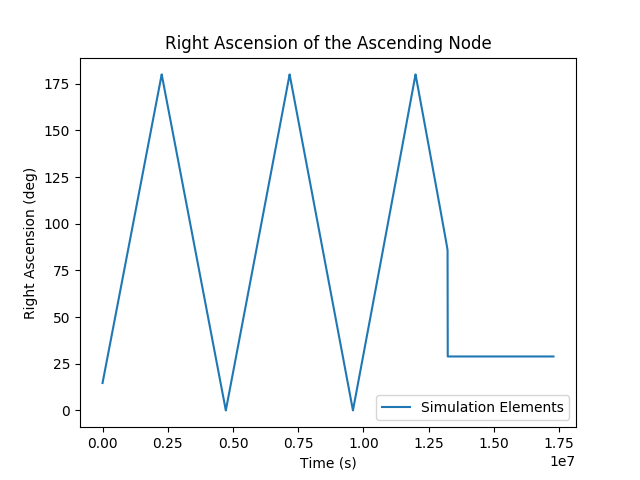 Right Ascension of the Ascending Node
Right Ascension (deg)
175
150
125
100
75
50
25
0
0.00 0.25 0.50 0.75 1.00 1.25 1.50 1.75
1e7
Time (s)
Simulation Elements